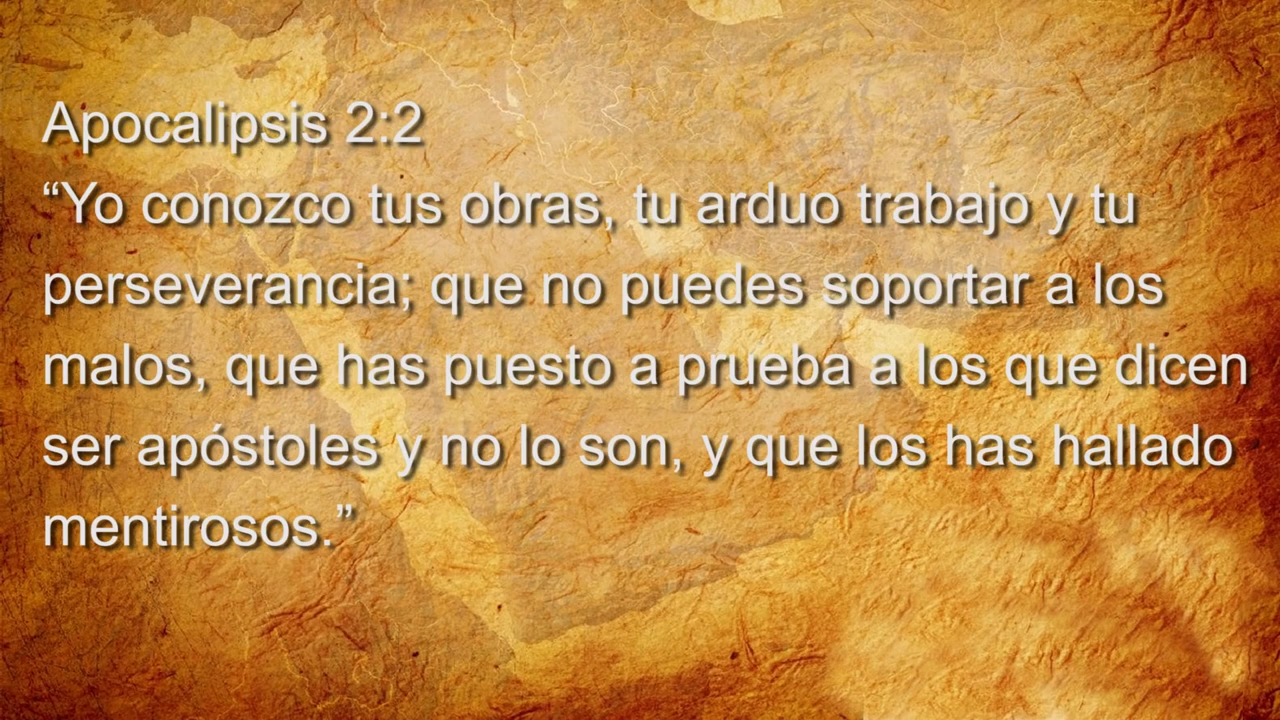 Apocalipsis 2:2
“Yo conozco tus obras, tu arduo trabajo y tu
perseverancia; que no puedes soportar a los
malos, que has puesto a prueba a los que dicen
ser apóstoles y no lo son, y que los has hallado
mentirosos.”